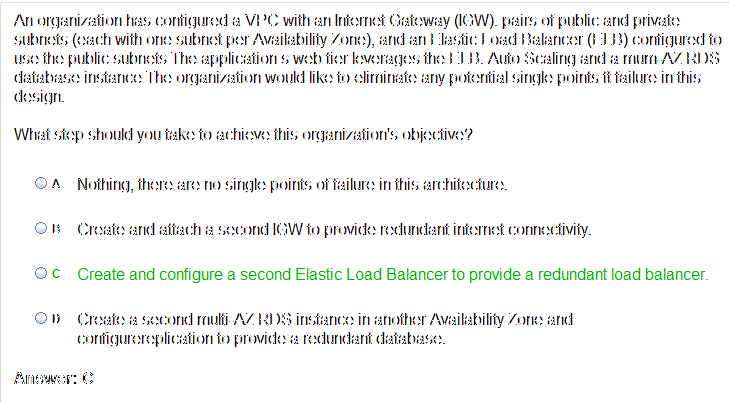 An organization has configured a VPC with an Internet Gateway (IGW). pairs of public and private
subnets (each with one subnet per Availability Zone), and an Elastic Load Balancer (ELB) configured to
use the public subnets The application s web tier leverages the ELB. Auto Scaling and a mum AZ RDS
database instance The organization would like to eliminate any potential single points ft failure in this
design.
What step should you take to achieve this organization's objective?
A Nothing, there are no single points of failure in this architecture.
B Create and attach a second IGW to provide redundant internet connectivity.
C Create and configure a second Elastic Load Balancer to provide a redundant load balancer.
D Create a second multi-AZ RDS instance in another Availability Zone and
configurereplication to provide a redundant database.
Answer: C